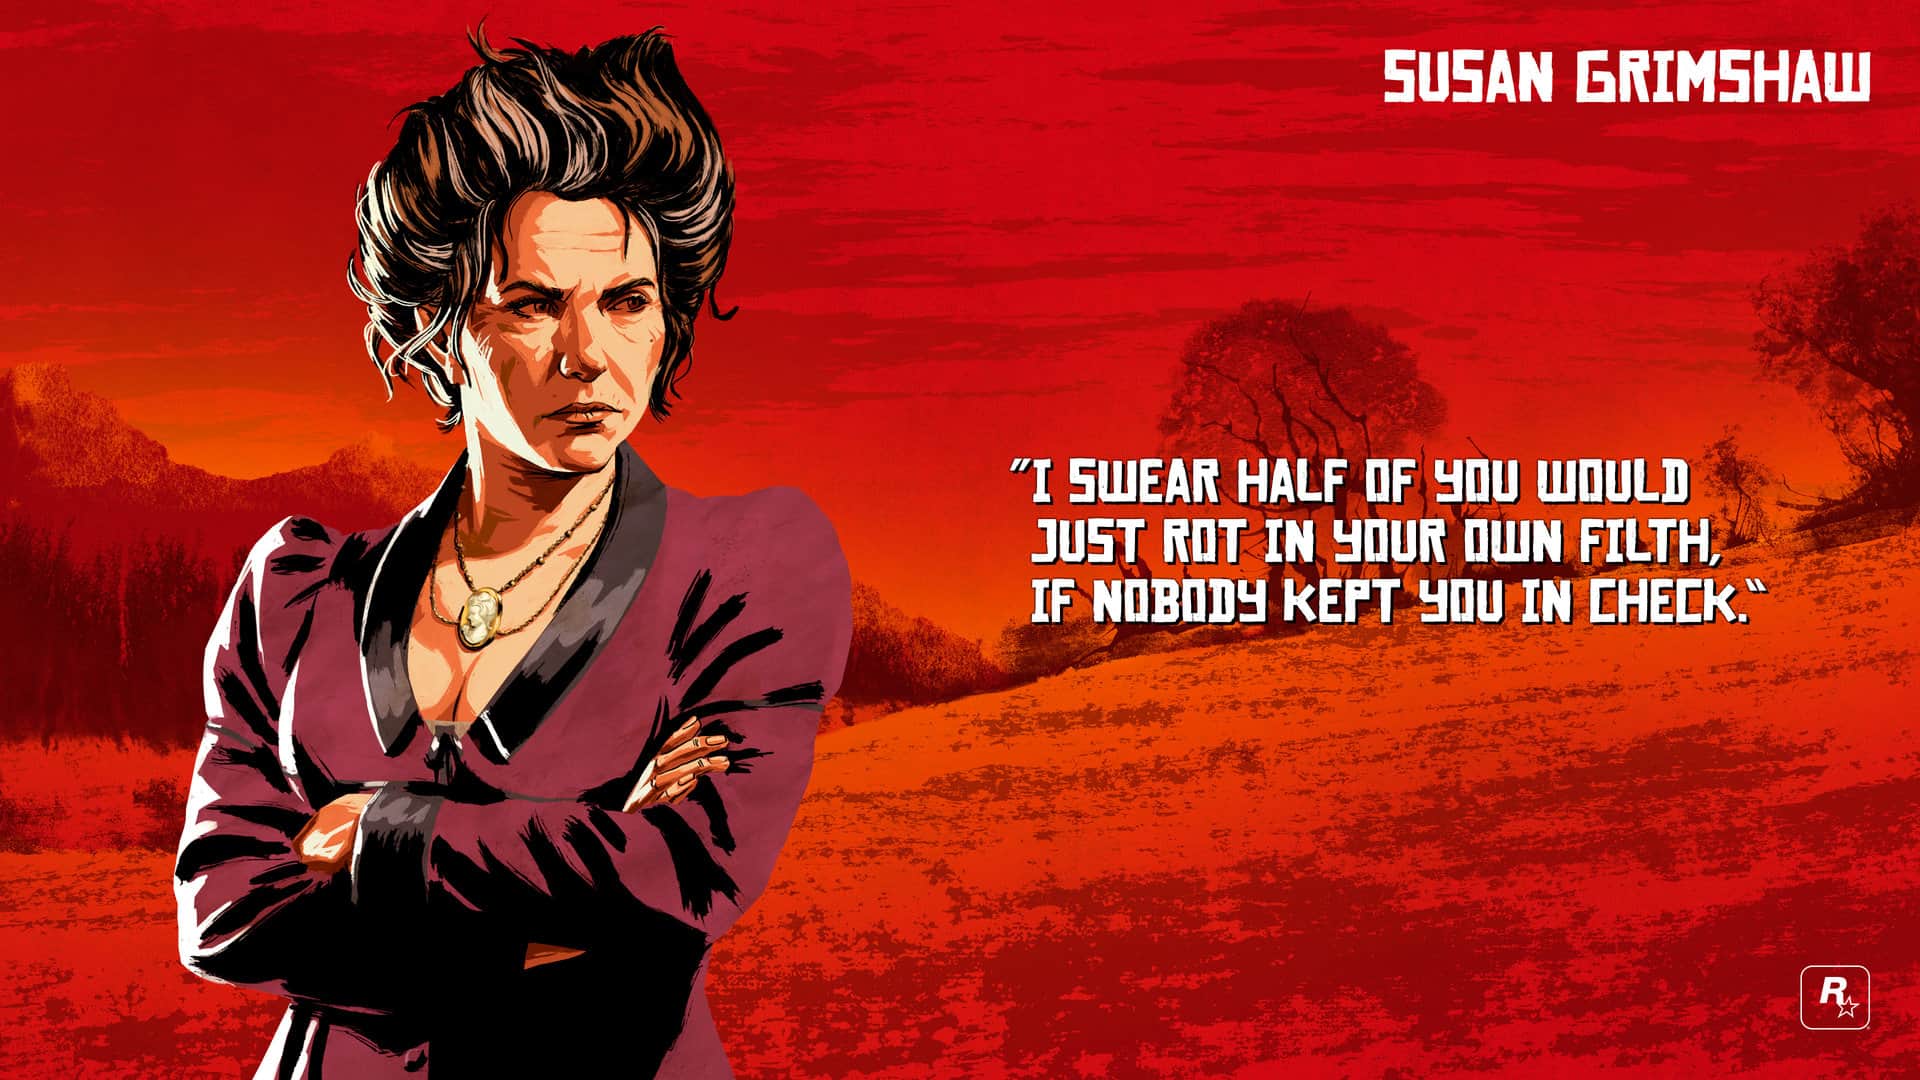 SUSAN GRIMSHAW
"I SWEAR HALF OF YOU WOULD
JUST ROT IN YOUR OWN FILTH,
IF NOBODY KEPT YOU IN CHECK."
R